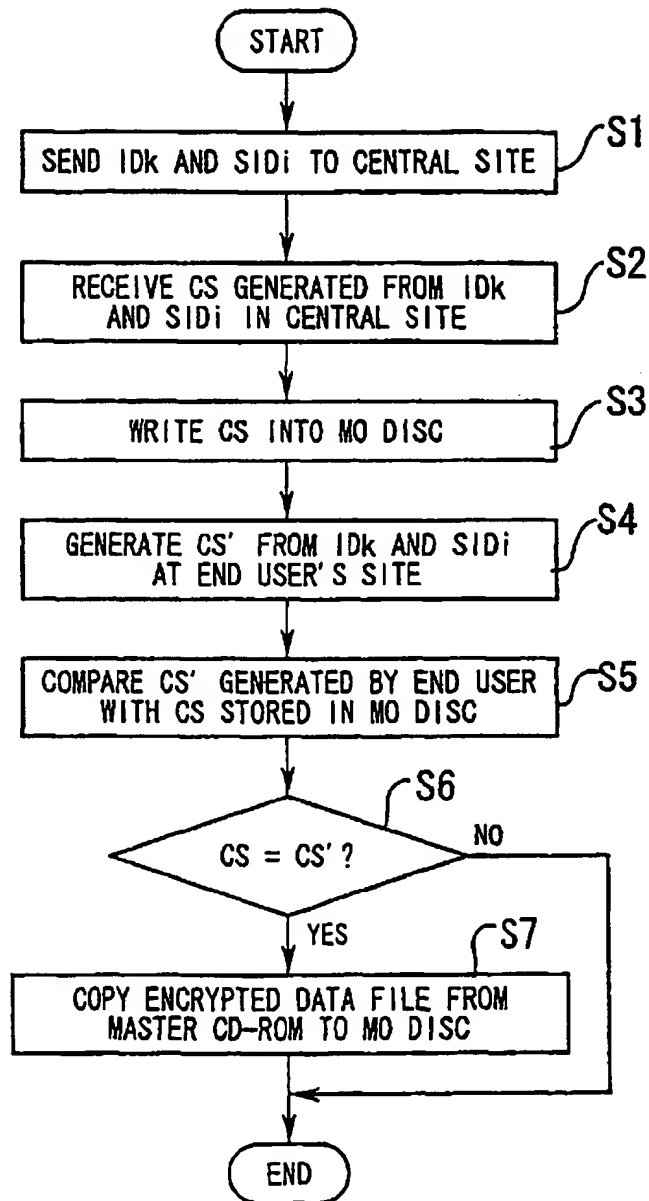 START
S1
SEND IDk AND SIDi TO CENTRAL SITE
S2
RECEIVE CS GENERATED FROM IDk
AND SIDi IN CENTRAL SITE
S3
WRITE CS INTO MO DISC
S4
GENERATE CS' FROM IDk AND SIDi
AT END USER'S SITE
S5
COMPARE CS' GENERATED BY END USER
WITH CS STORED IN MO DISC
S6
CS = CS'?
NO
YES
S7
COPY ENCRYPTED DATA FILE FROM
MASTER CD-ROM TO MO DISC
END